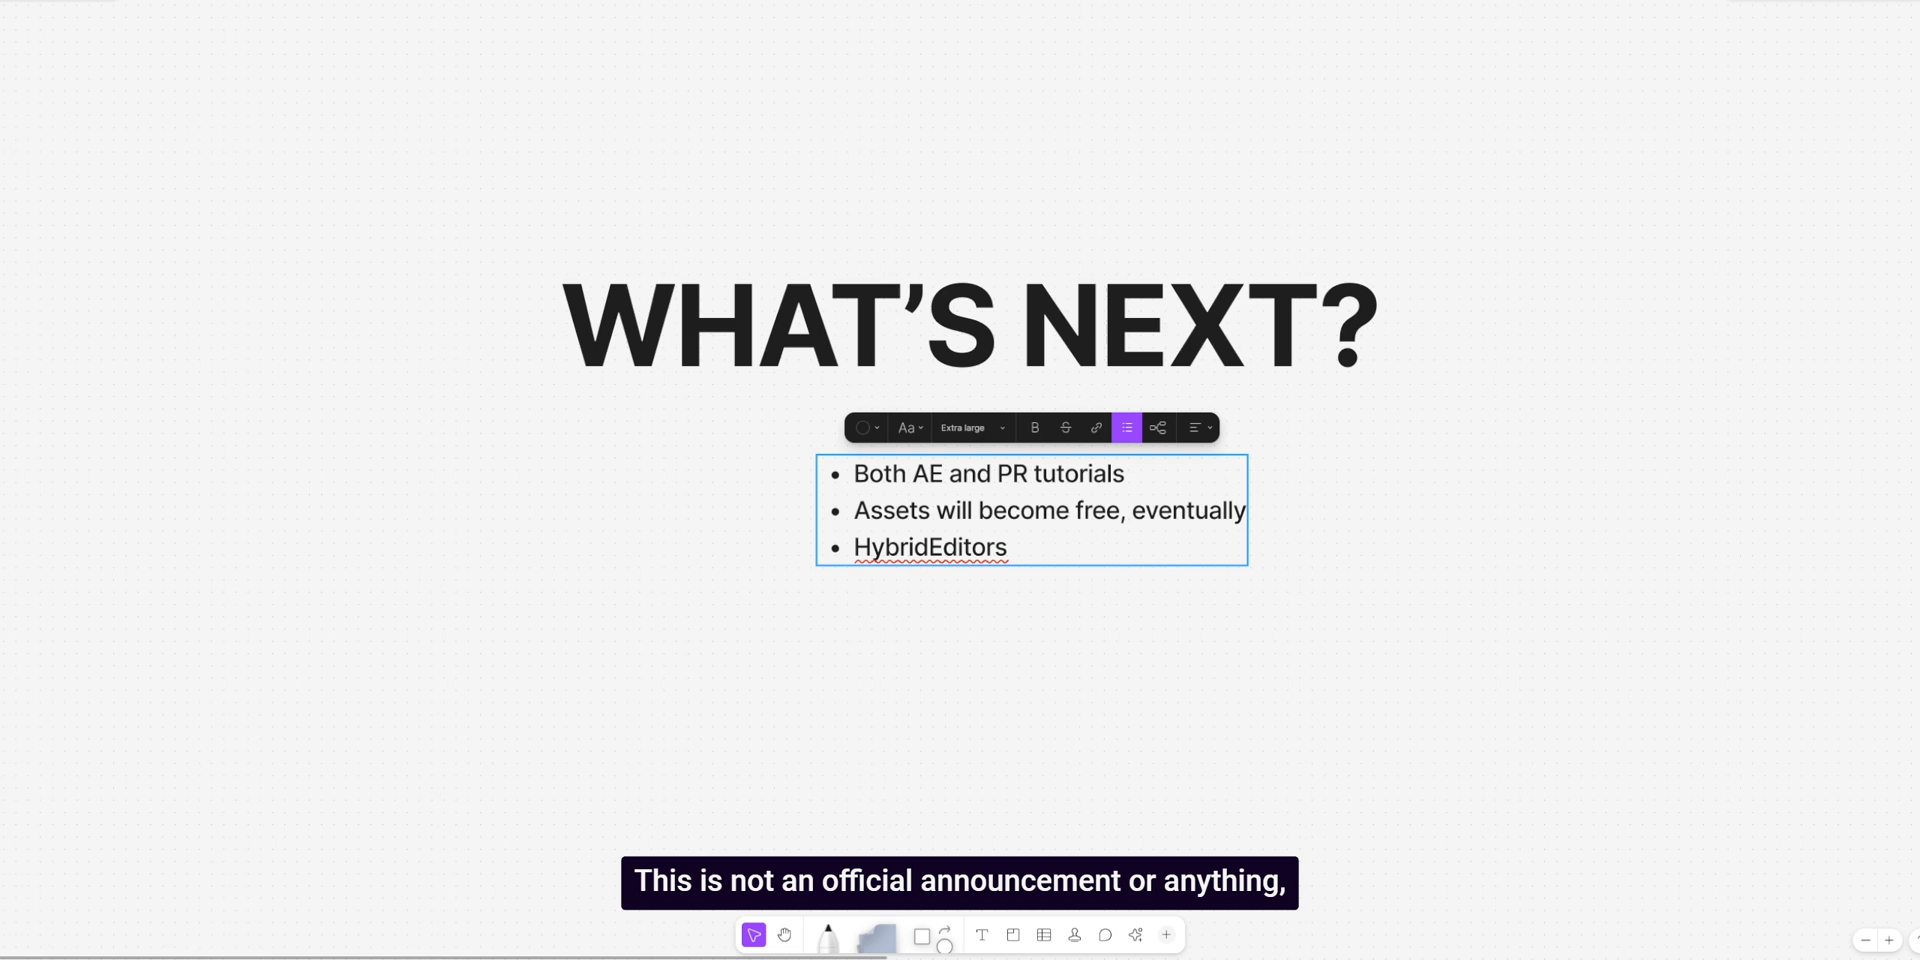 WHAT’S NEXT?
Aa
Extra large
B
S
• Both AE and PR tutorials
• Assets will become free, eventually
• HybridEditors
This is not an official announcement or anything,
T